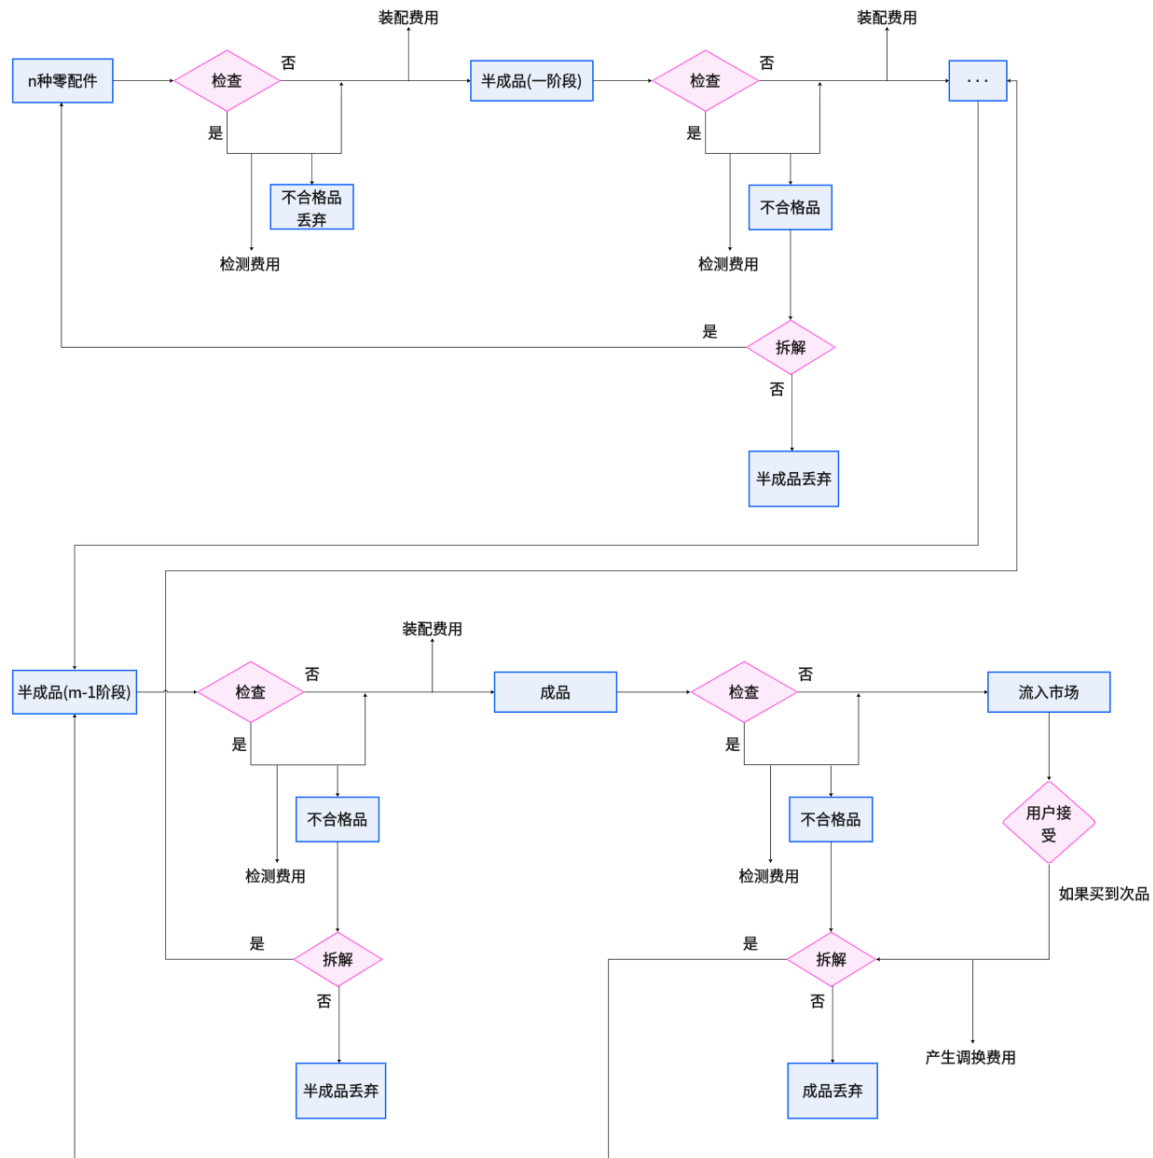 装配费用
装配费用
n种零配件
检查
否
半成品(一阶段)
检查
否
···
是
是
不合格品
丢弃
不合格品
检测费用
检测费用
是
拆解
否
半成品丢弃
装配费用
半成品(m-1阶段)
检查
否
成品
检查
否
流入市场
是
是
不合格品
不合格品
用户接
受
检测费用
检测费用
如果买到次品
是
拆解
是
拆解
否
否
产生调换费用
半成品丢弃
成品丢弃